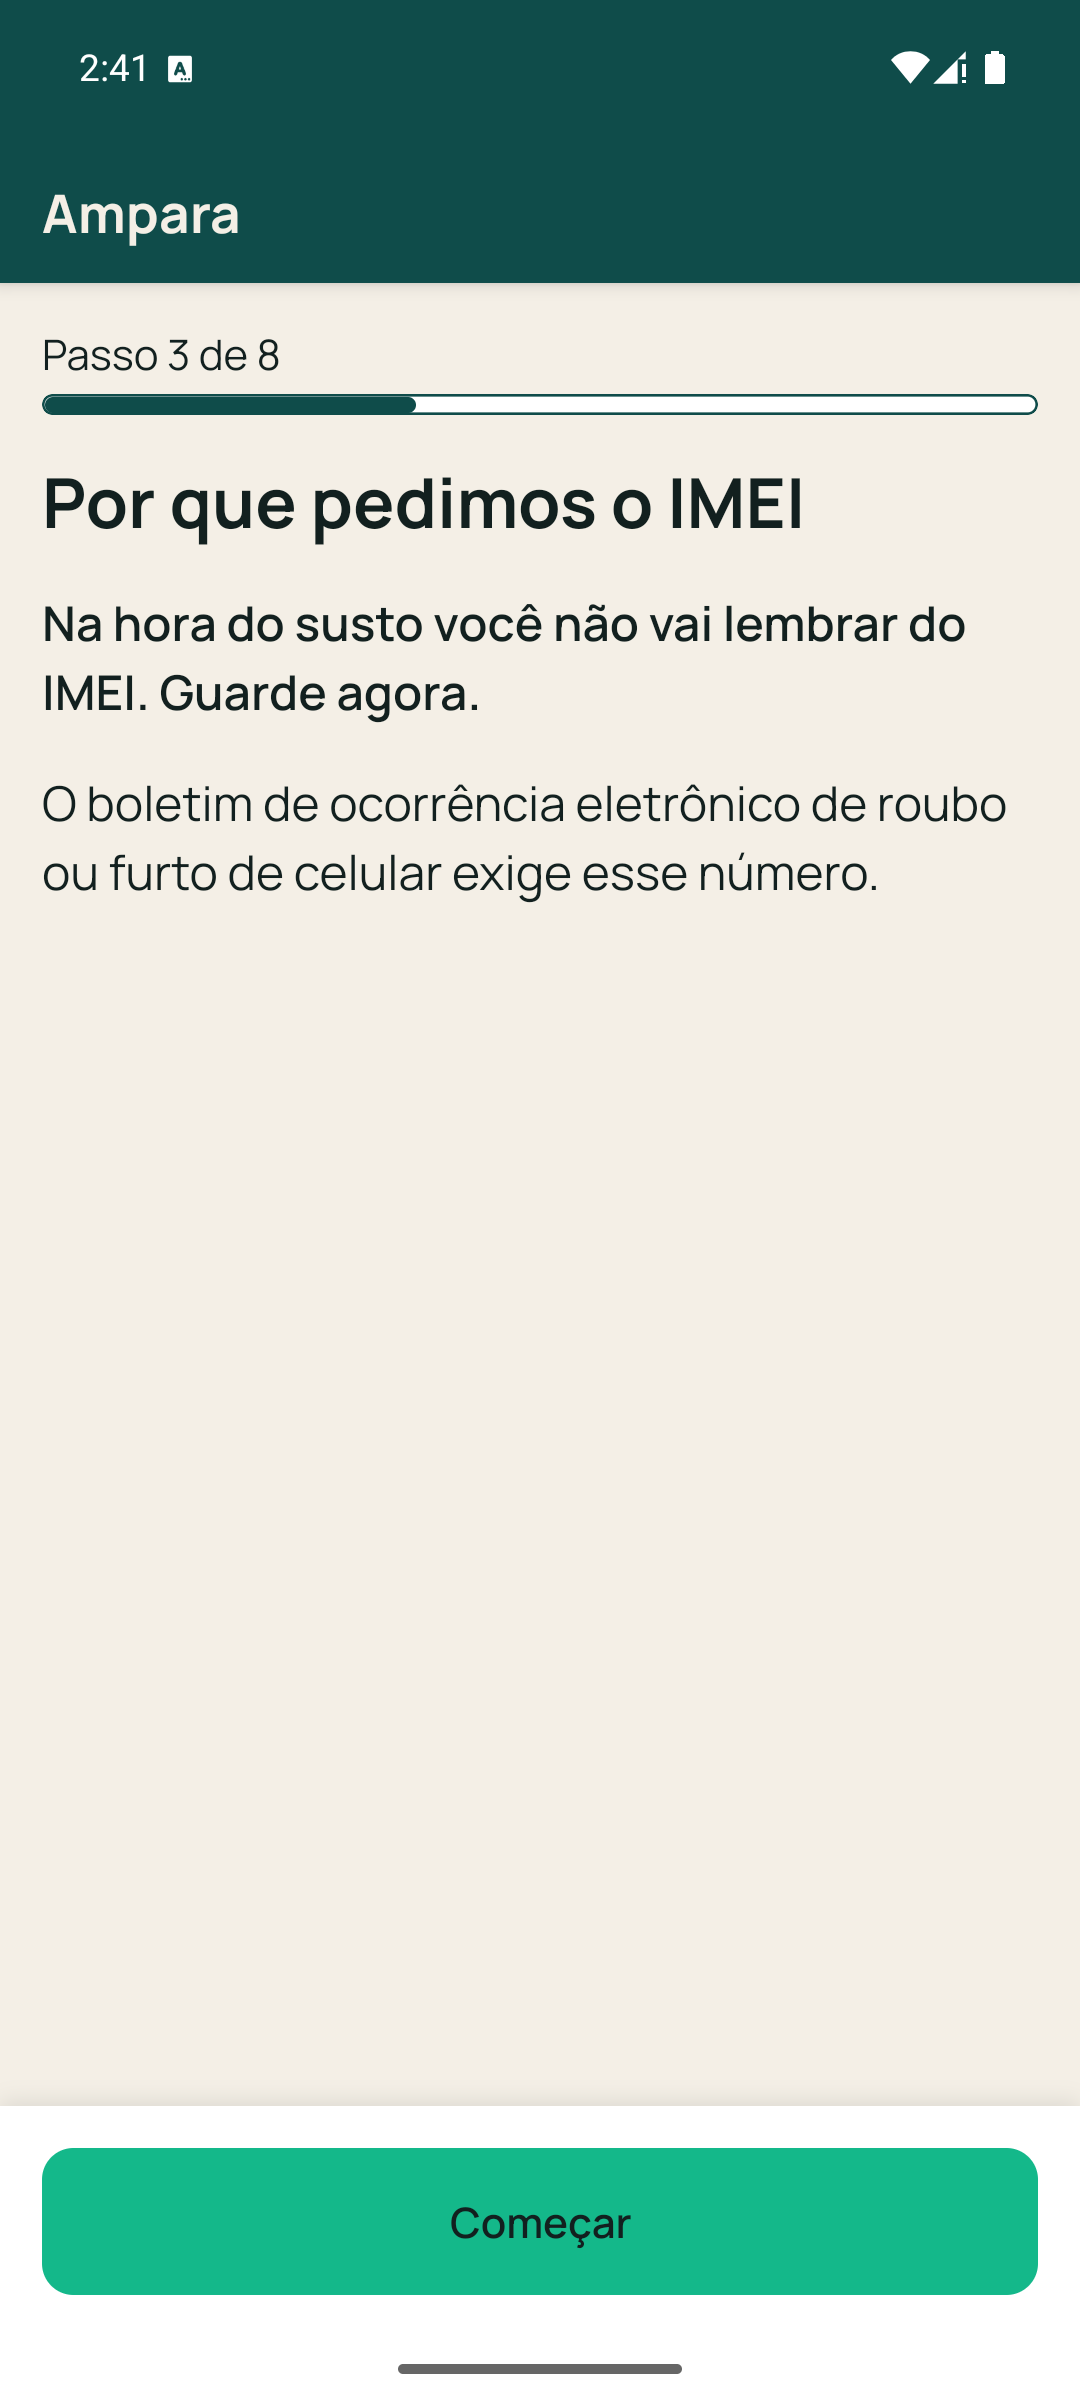 2:41
Ampara
Passo 3 de 8
Por que pedimos o IMEI
Na hora do susto você não vai lembrar do
IMEI. Guarde agora.
O boletim de ocorrência eletrônico de roubo
ou furto de celular exige esse número.
Começar